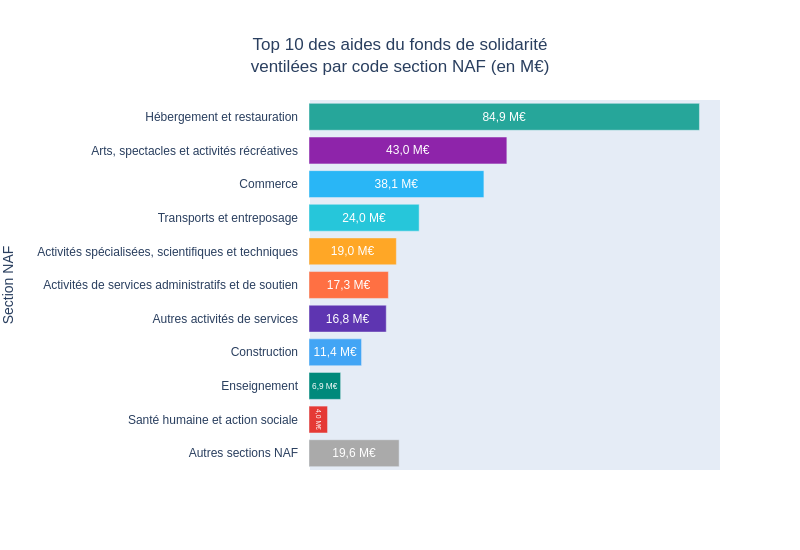 Top 10 des aides du fonds de solidarité
ventilées par code section NAF (en M€)
Section NAF
Hébergement et restauration 84,9 M€
Arts, spectacles et activités récréatives 43,0 M€
Commerce 38,1 M€
Transports et entreposage 24,0 M€
Activités spécialisées, scientifiques et techniques 19,0 M€
Activités de services administratifs et de soutien 17,3 M€
Autres activités de services 16,8 M€
Construction 11,4 M€
Enseignement 6,9 M€
Santé humaine et action sociale 4,0 M€
Autres sections NAF 19,6 M€